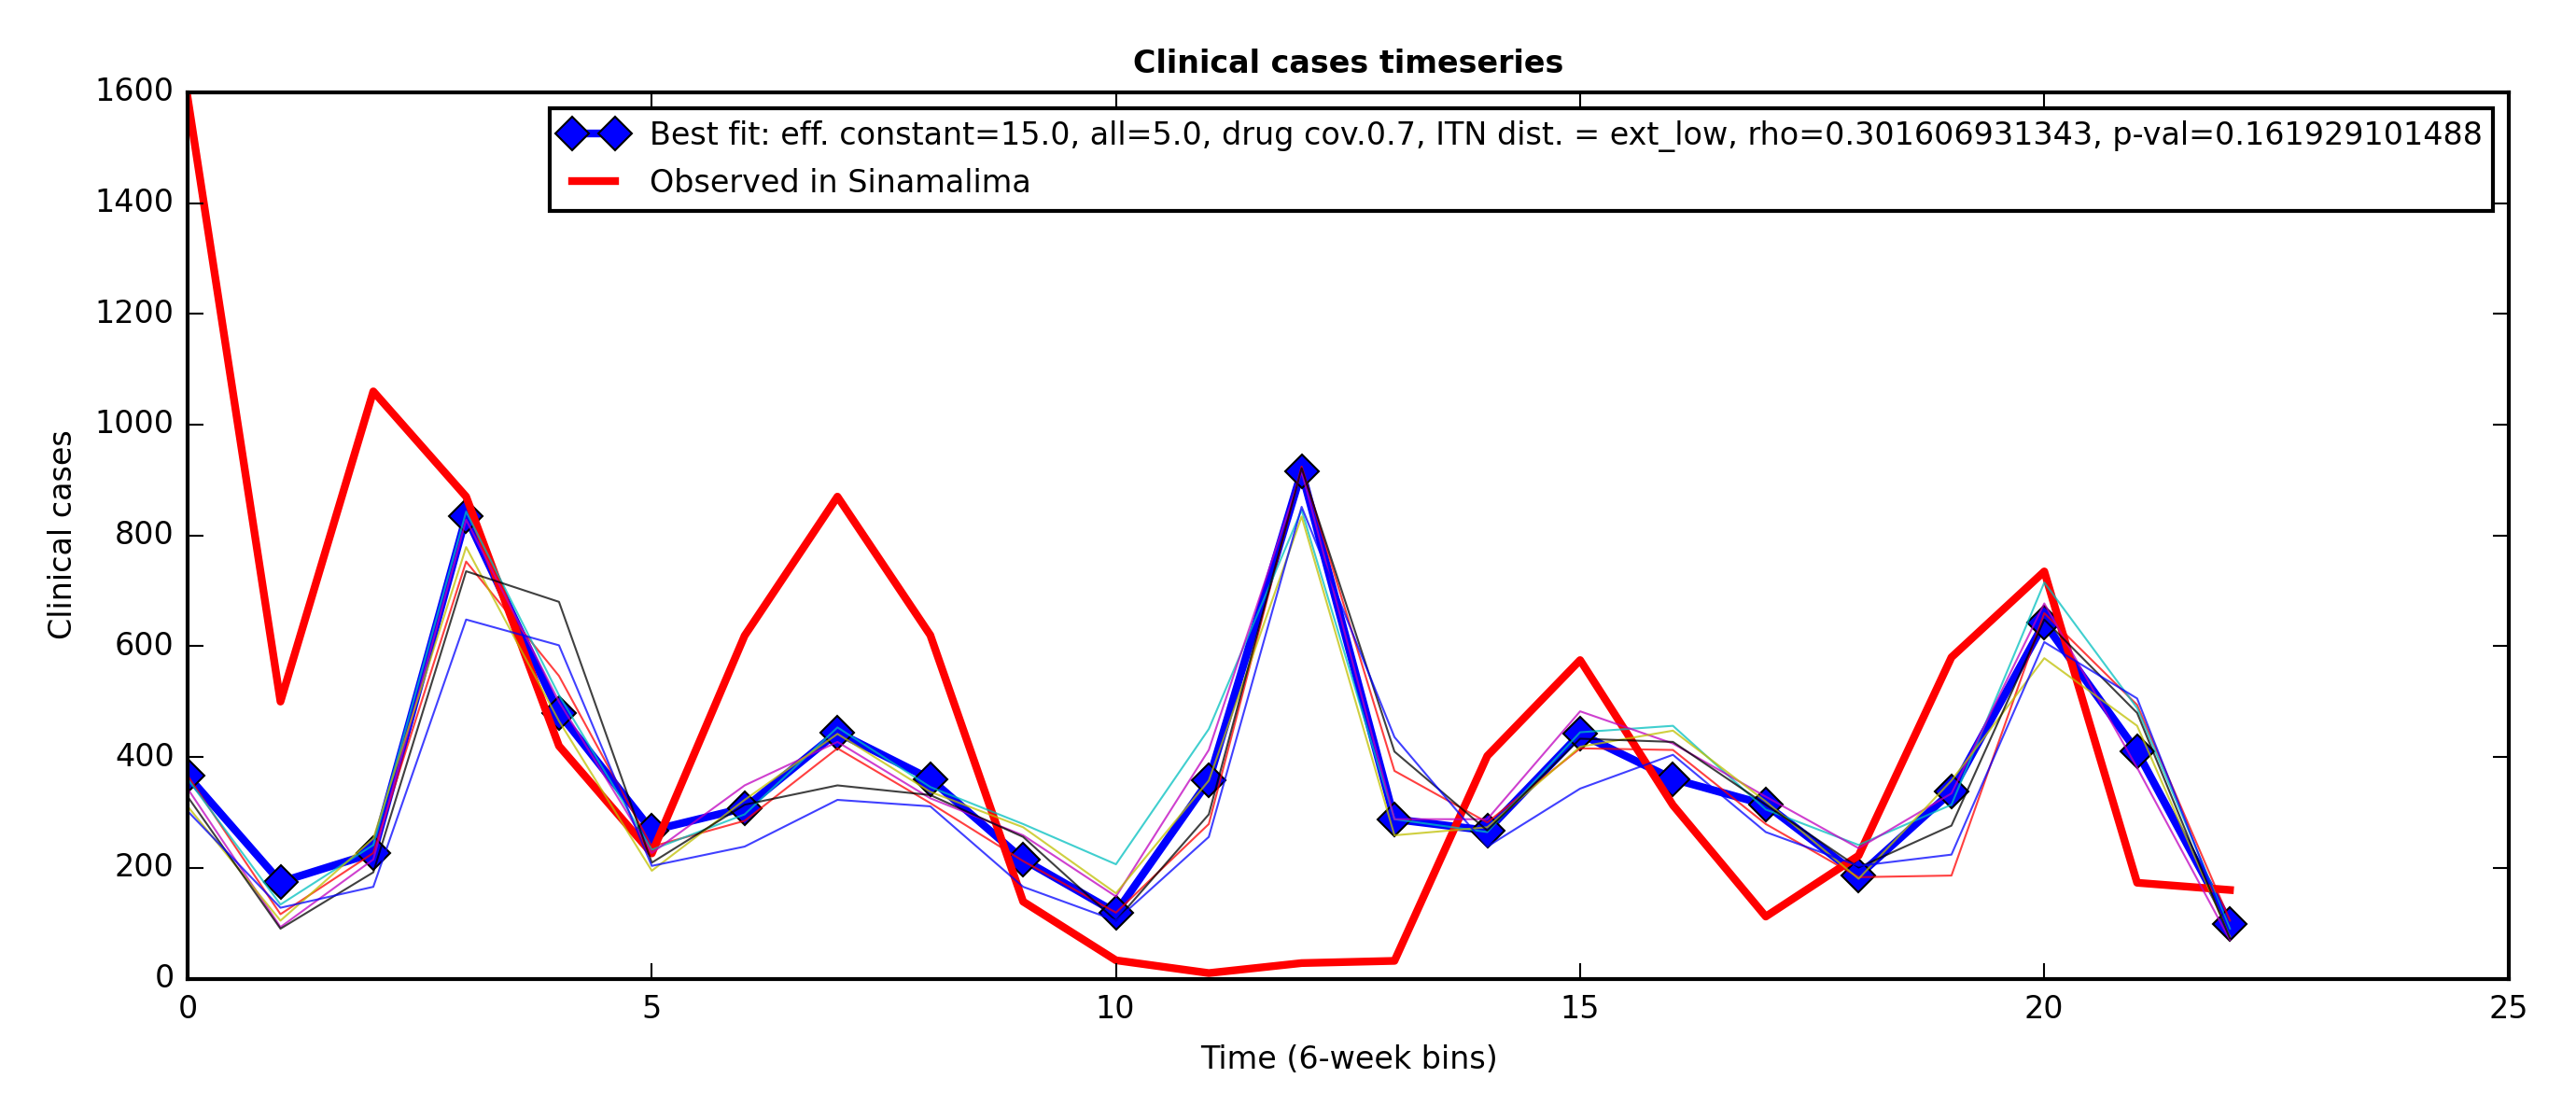 Clinical cases timeseries
1600
1400
1200
1000
800
600
400
200
0
Clinical cases
Best fit: eff. constant=15.0, all=5.0, drug cov.0.7, ITN dist. = ext_low, rho=0.301606931343, p-val=0.161929101488
Observed in Sinamalima
0 5 10 15 20 25
Time (6-week bins)